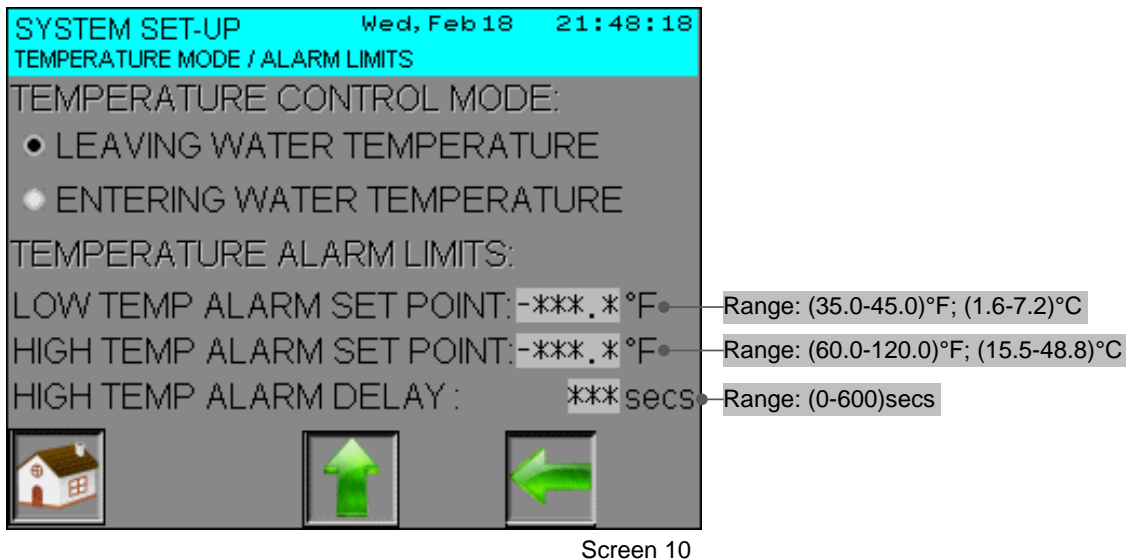 SYSTEM SET-UP Wed, Feb 18 21:48:18
TEMPERATURE MODE / ALARM LIMITS
TEMPERATURE CONTROL MODE:
LEAVING WATER TEMPERATURE
ENTERING WATER TEMPERATURE
TEMPERATURE ALARM LIMITS:
LOW TEMP ALARM SET POINT: -***.* °F Range: (35.0-45.0)°F; (1.6-7.2)°C
HIGH TEMP ALARM SET POINT: -***.* °F Range: (60.0-120.0)°F; (15.5-48.8)°C
HIGH TEMP ALARM DELAY : *** secs Range: (0-600)secs
Screen 10